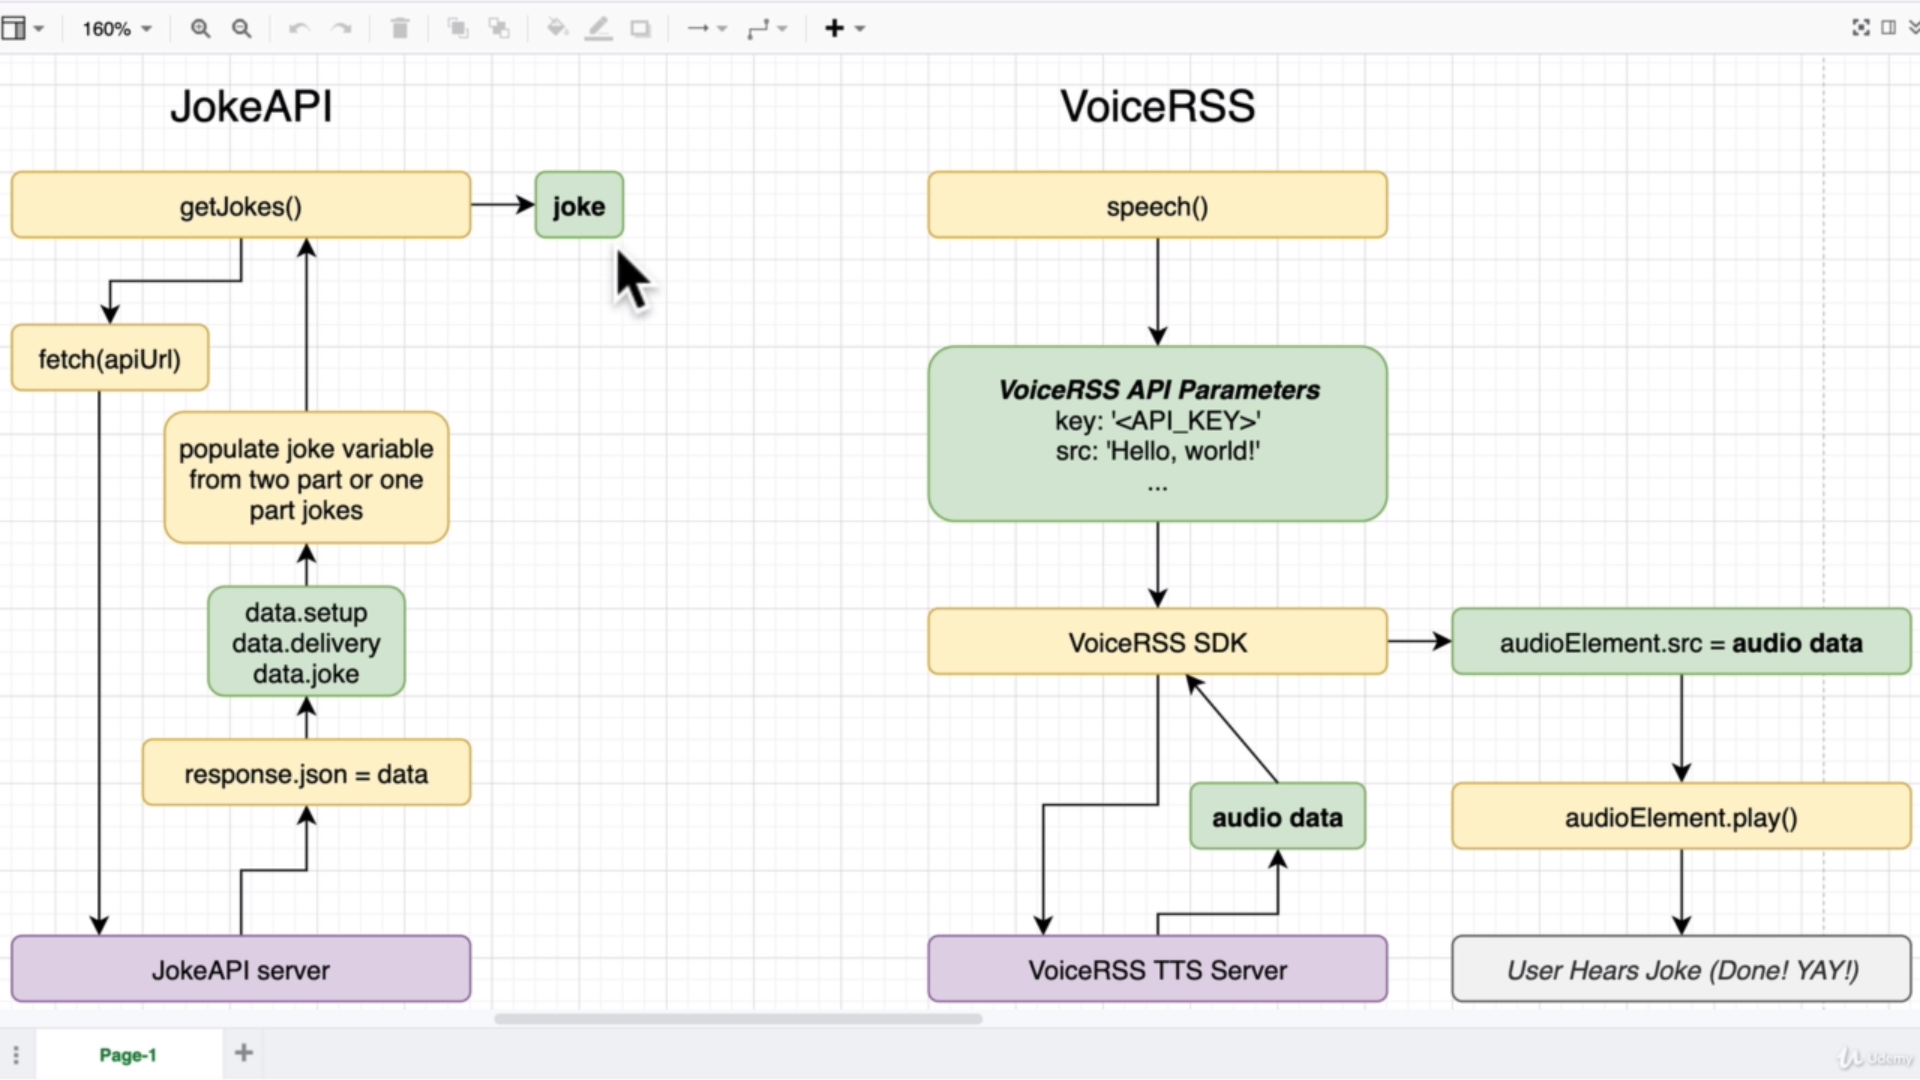 160%
JokeAPI
VoiceRSS
getJokes()
joke
speech()
fetch(apiUrl)
VoiceRSS API Parameters
key: '<API_KEY>'
src: 'Hello, world!'
...
populate joke variable
from two part or one
part jokes
data.setup
data.delivery
data.joke
VoiceRSS SDK
audioElement.src = audio data
response.json = data
audio data
audioElement.play()
JokeAPI server
VoiceRSS TTS Server
User Hears Joke (Done! YAY!)
Page-1
Udemy